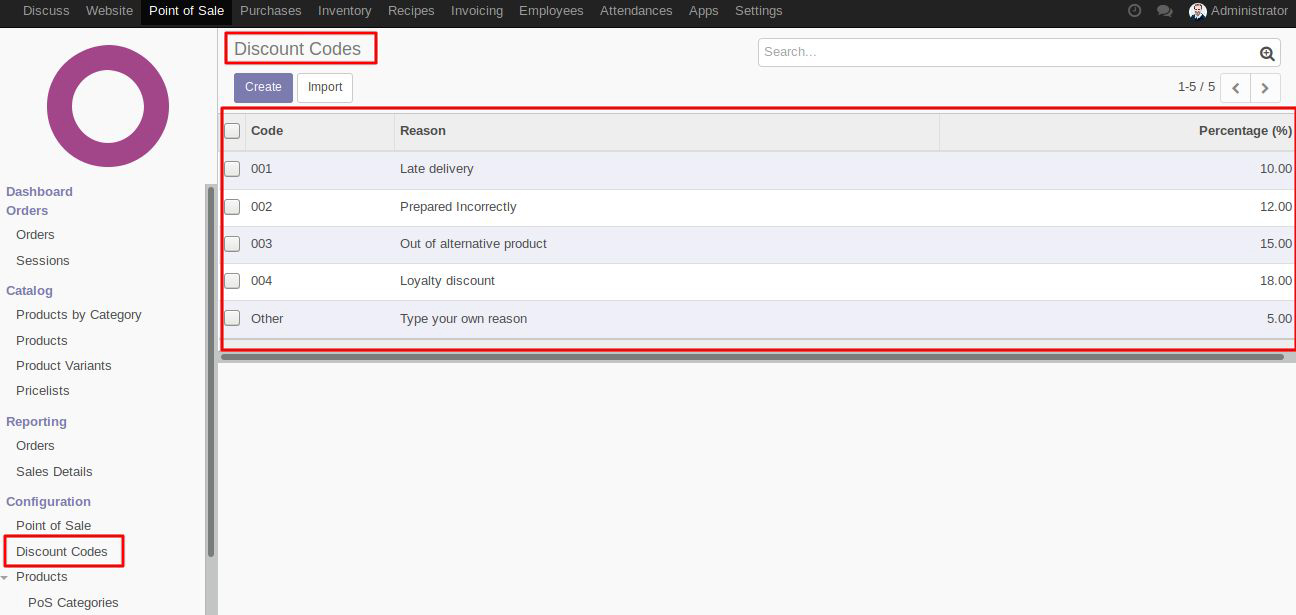 Discuss Website Point of Sale Purchases Inventory Recipes Invoicing Employees Attendances Apps Settings Administrator
Discount Codes
Search...
Create Import
1-5 / 5
Code Reason Percentage (%)
001 Late delivery 10.00
002 Prepared Incorrectly 12.00
003 Out of alternative product 15.00
004 Loyalty discount 18.00
Other Type your own reason 5.00
Dashboard
Orders
Orders
Sessions
Catalog
Products by Category
Products
Product Variants
Pricelists
Reporting
Orders
Sales Details
Configuration
Point of Sale
Discount Codes
Products
PoS Categories